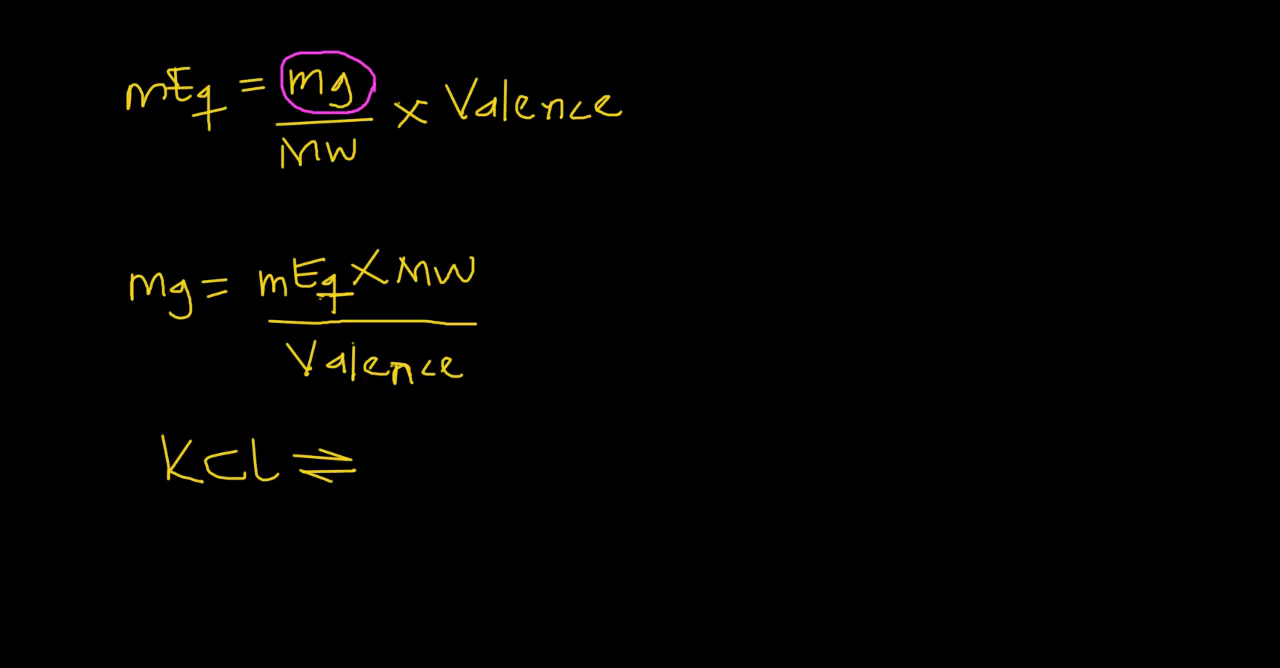 mEq = mg / MW × Valence
mg = mEq × MW / Valence
KCl ⇌